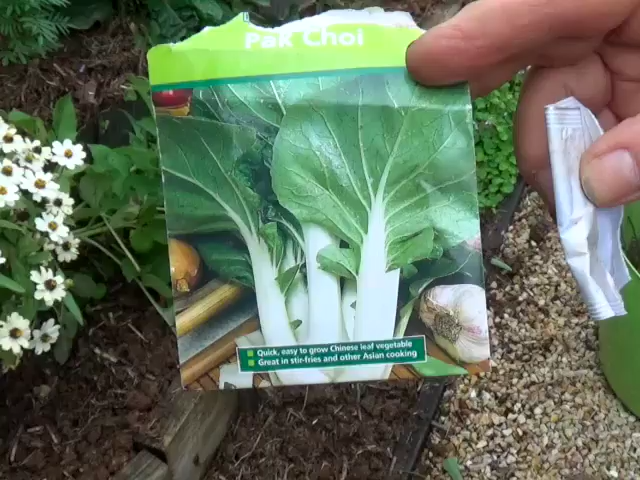 Pak Choi
Quick, easy to grow Chinese leaf vegetable
Great in stir-fries and other Asian cooking